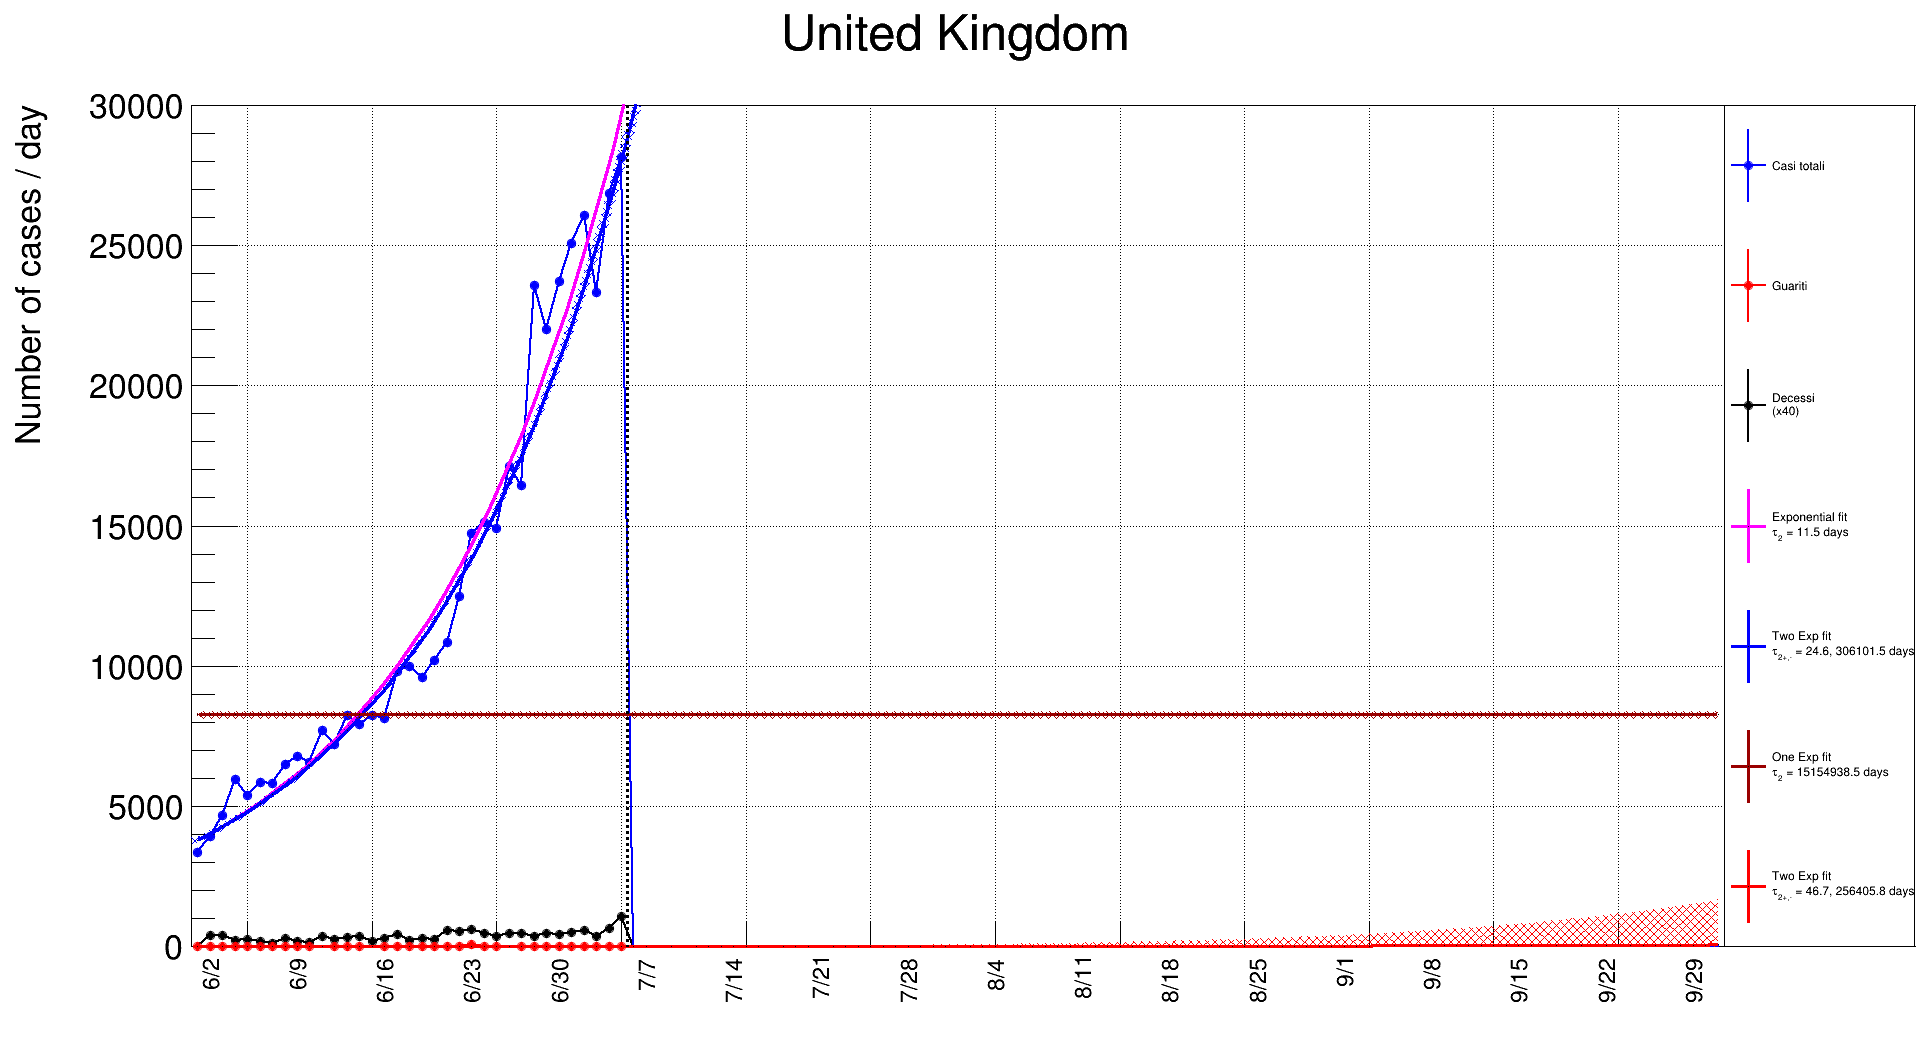 United Kingdom
Number of cases / day
30000
25000
20000
15000
10000
5000
0
6/2
6/9
6/16
6/23
6/30
7/7
7/14
7/21
7/28
8/4
8/11
8/18
8/25
9/1
9/8
9/15
9/22
9/29
Casi totali
Guariti
Decessi
(x40)
Exponential fit
τ2 = 11.5 days
Two Exp fit
τ2+,- = 24.6, 306101.5 days
One Exp fit
τ2 = 15154938.5 days
Two Exp fit
τ2+,- = 46.7, 256405.8 days